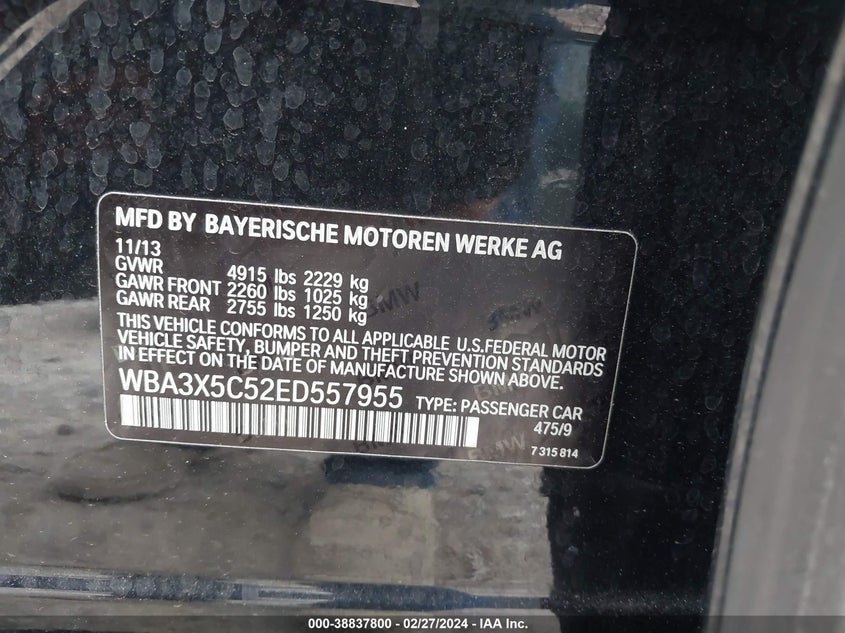 MFD BY BAYERISCHE MOTOREN WERKE AG
11/13
GVWR 4915 lbs 2229 kg
GAWR FRONT 2260 lbs 1025 kg
GAWR REAR 2755 lbs 1250 kg
THIS VEHICLE CONFORMS TO ALL APPLICABLE U.S.FEDERAL MOTOR
VEHICLE SAFETY, BUMPER AND THEFT PREVENTION STANDARDS
IN EFFECT ON THE DATE OF MANUFACTURE SHOWN ABOVE.
WBA3X5C52ED557955 TYPE: PASSENGER CAR
475/9
7 315 814
BMW
BMW
BMW
000-38837800 - 02/27/2024 - IAA Inc.